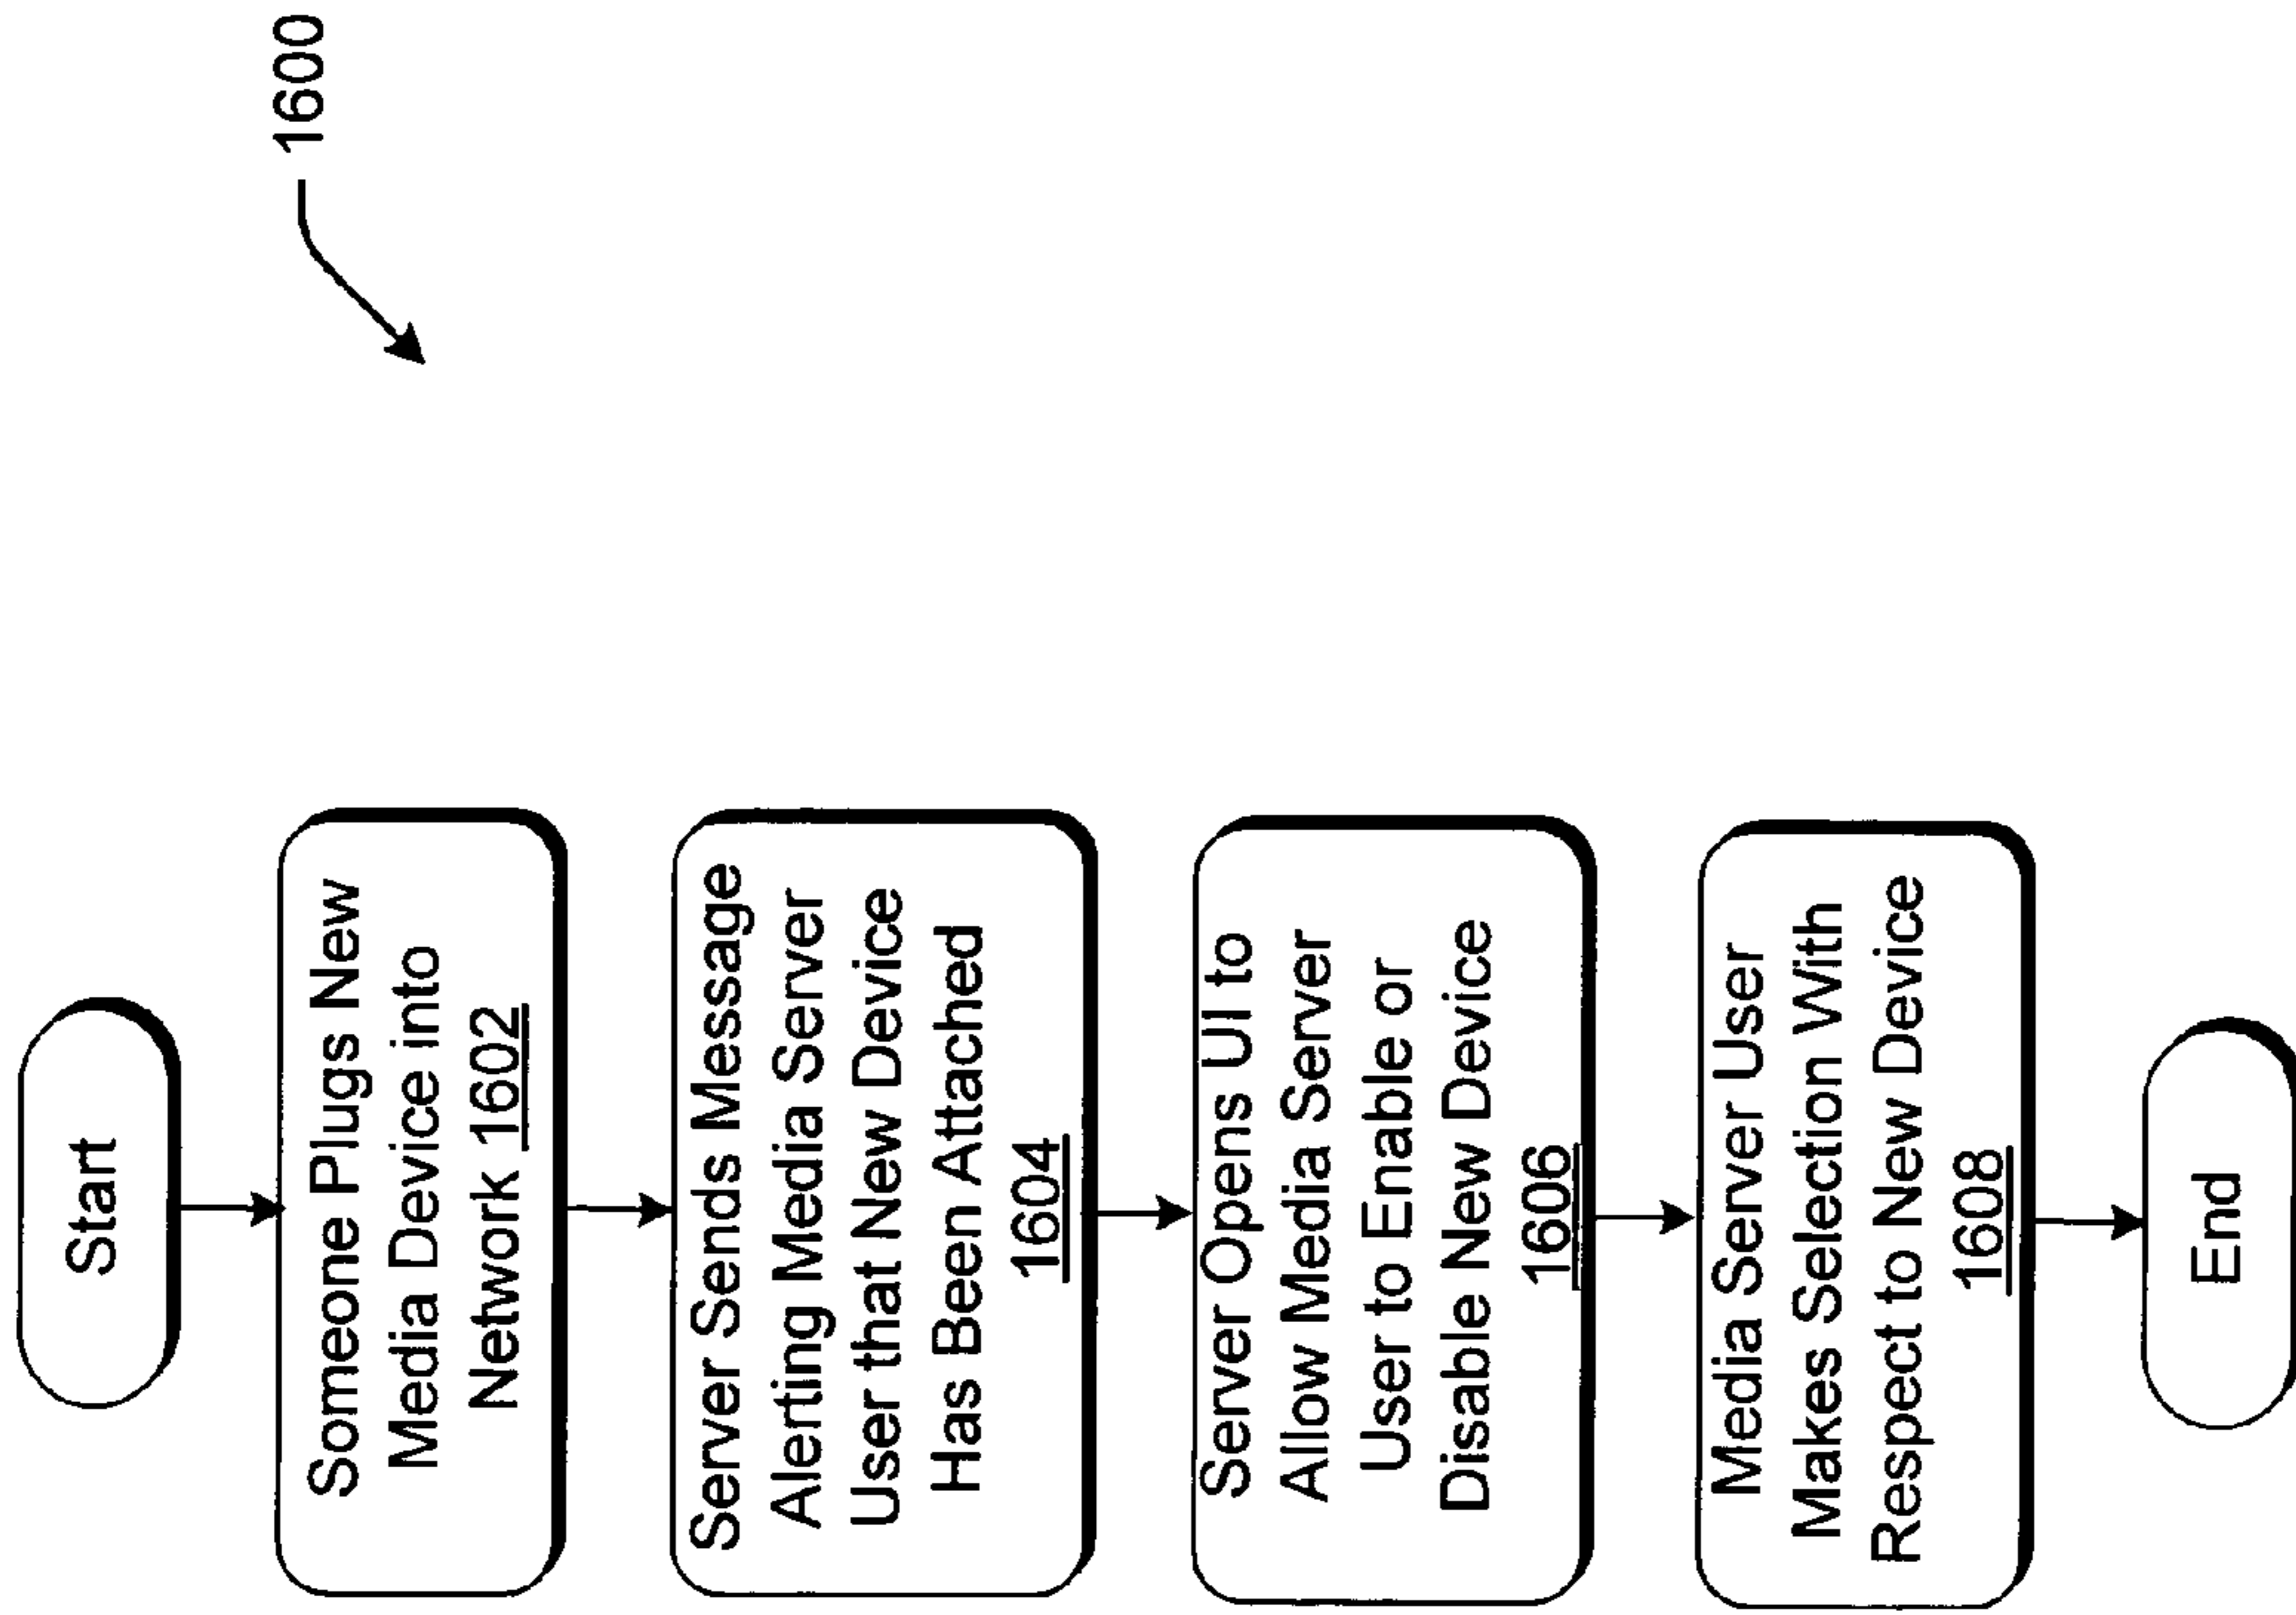 1600
Start
Someone Plugs New
Media Device into
Network 1602
Server Sends Message
Alerting Media Server
User that New Device
Has Been Attached
1604
Server Opens UI to
Allow Media Server
User to Enable or
Disable New Device
1606
Media Server User
Makes Selection With
Respect to New Device
1608
End